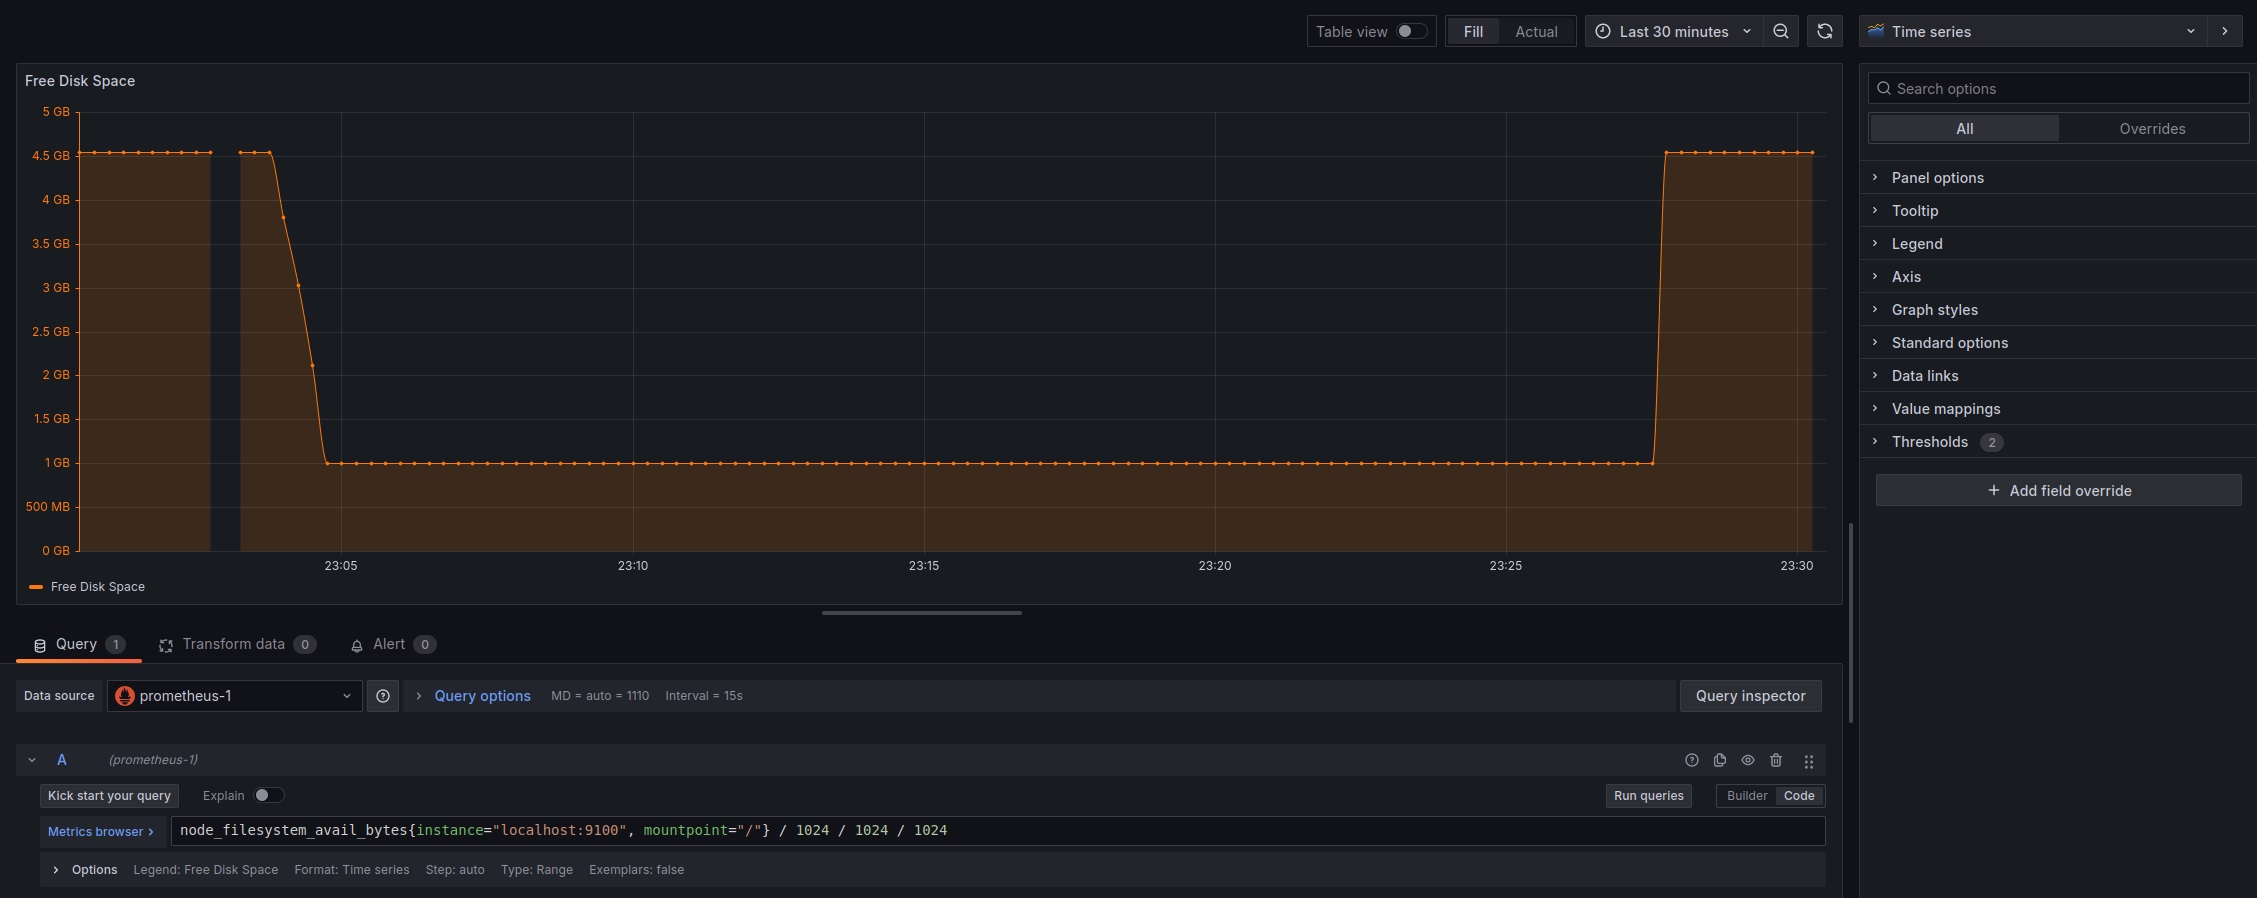 Table view Fill Actual Last 30 minutes Time series
Free Disk Space
5 GB
4.5 GB
4 GB
3.5 GB
3 GB
2.5 GB
2 GB
1.5 GB
1 GB
500 MB
0 GB
23:05 23:10 23:15 23:20 23:25 23:30
Free Disk Space
Search options
All Overrides
Panel options
Tooltip
Legend
Axis
Graph styles
Standard options
Data links
Value mappings
Thresholds 2
+ Add field override
Query 1 Transform data 0 Alert 0
Data source prometheus-1 Query options MD = auto = 1110 Interval = 15s Query inspector
A (prometheus-1)
Kick start your query Explain Run queries Builder Code
Metrics browser > node_filesystem_avail_bytes{instance="localhost:9100", mountpoint="/"} / 1024 / 1024 / 1024
Options Legend: Free Disk Space Format: Time series Step: auto Type: Range Exemplars: false